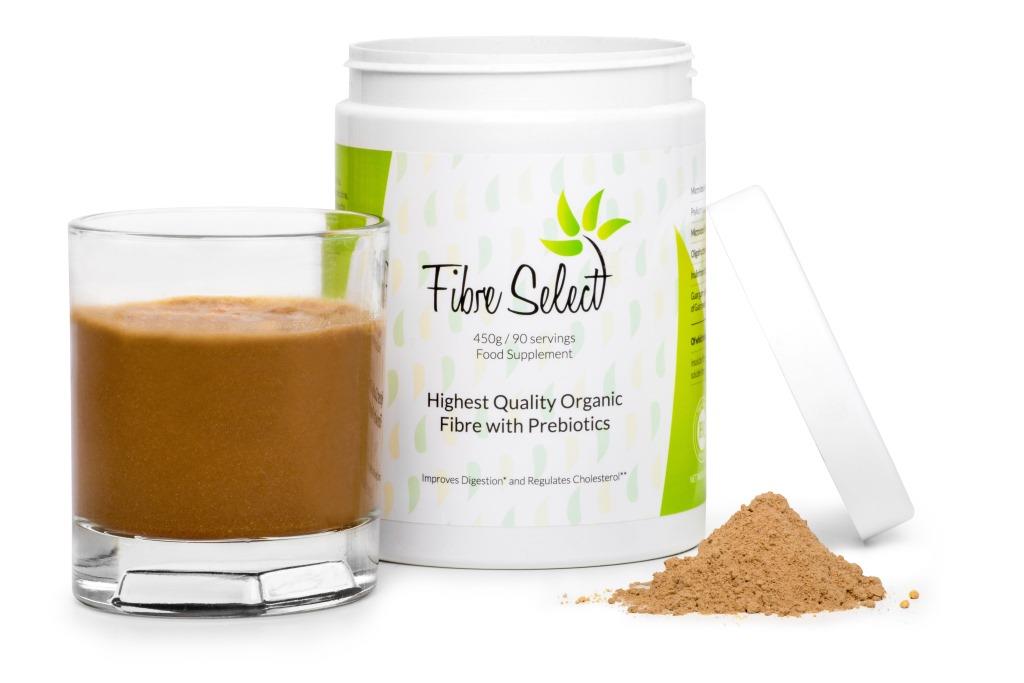 Fibre Select
450g / 90 servings
Food Supplement
Highest Quality Organic
Fibre with Prebiotics
Improves Digestion* and Regulates Cholesterol**